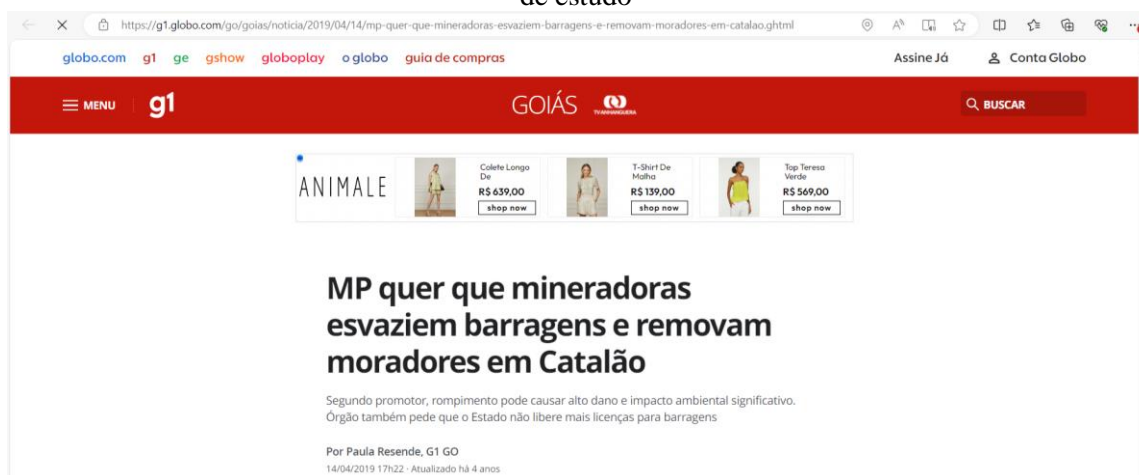 de estudo
https://g1.globo.com/go/goias/noticia/2019/04/14/mp-quer-que-mineradoras-esvaziem-barragens-e-removam-moradores-em-catalao.ghtml
globo.com g1 ge gshow globoplay o globo guia de compras Assine Já Conta Globo
MENU g1 GOIÁS TV ANHANGUERA BUSCAR
ANIMALE
Colete Longo
De
R$ 639,00
shop now
T-Shirt De
Malha
R$ 139,00
shop now
Top Teresa
Verde
R$ 569,00
shop now
MP quer que mineradoras
esvaziem barragens e removam
moradores em Catalão
Segundo promotor, rompimento pode causar alto dano e impacto ambiental significativo.
Órgão também pede que o Estado não libere mais licenças para barragens
Por Paula Resende, G1 GO
14/04/2019 17h22 · Atualizado há 4 anos